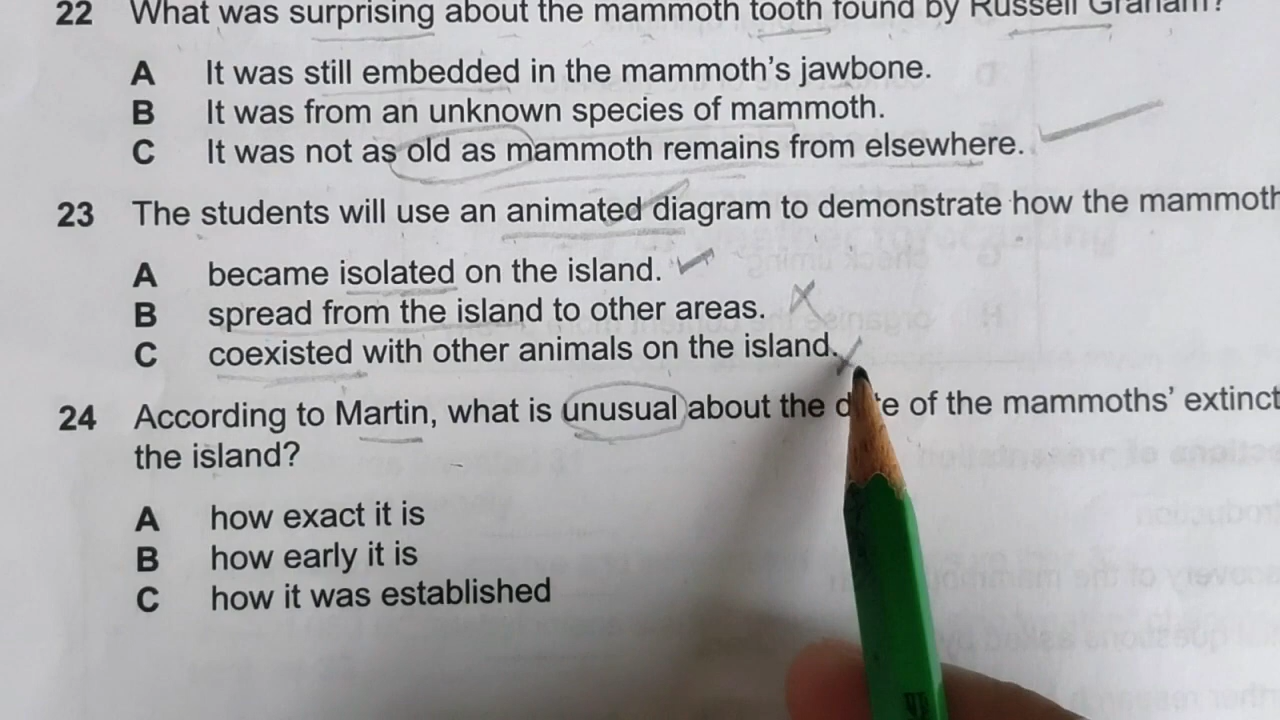 22 What was surprising about the mammoth tooth found by Russell Graham?
A It was still embedded in the mammoth's jawbone.
B It was from an unknown species of mammoth.
C It was not as old as mammoth remains from elsewhere.
23 The students will use an animated diagram to demonstrate how the mammoth
A became isolated on the island.
B spread from the island to other areas.
C coexisted with other animals on the island.
24 According to Martin, what is unusual about the date of the mammoths' extinct
the island?
A how exact it is
B how early it is
C how it was established